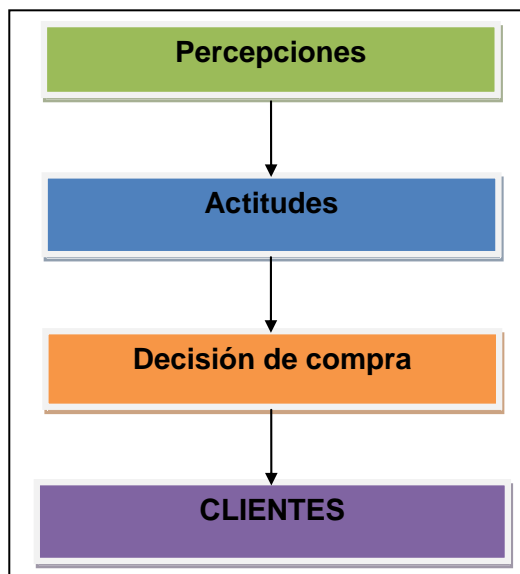 Percepciones
Actitudes
Decisión de compra
CLIENTES